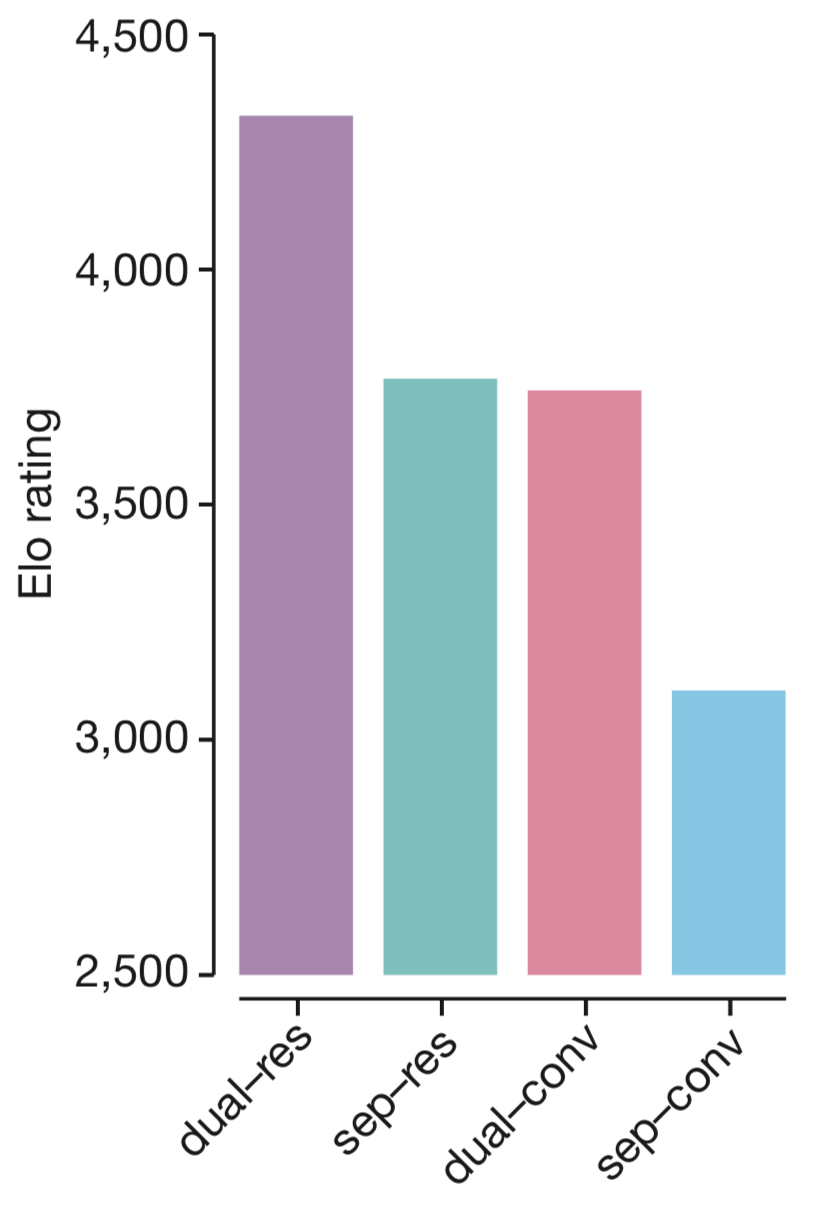 4,500
4,000
3,500
3,000
2,500
Elo rating
dual–res
sep–res
dual–conv
sep–conv